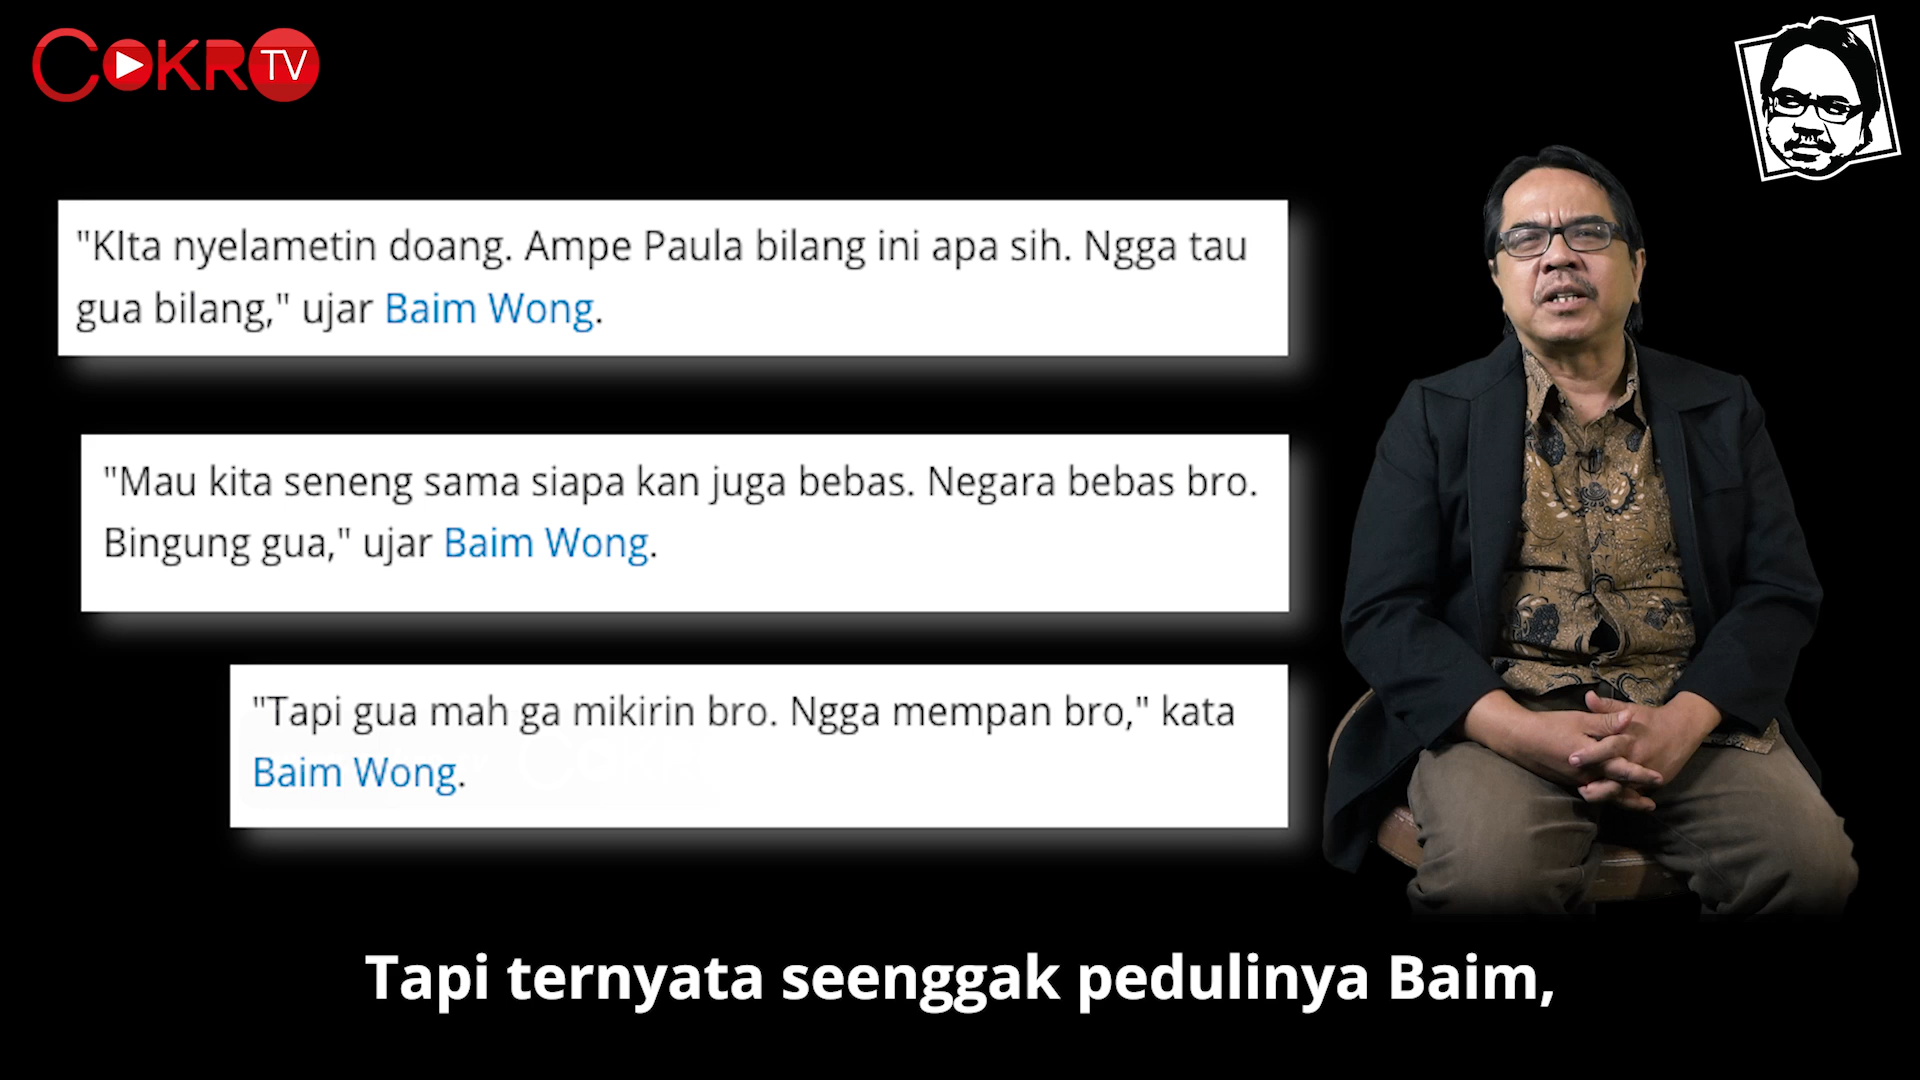 COKRO TV
"KIta nyelametin doang. Ampe Paula bilang ini apa sih. Ngga tau
gua bilang," ujar Baim Wong.
"Mau kita seneng sama siapa kan juga bebas. Negara bebas bro.
Bingung gua," ujar Baim Wong.
"Tapi gua mah ga mikirin bro. Ngga mempan bro," kata
Baim Wong.
Tapi ternyata seenggak pedulinya Baim,